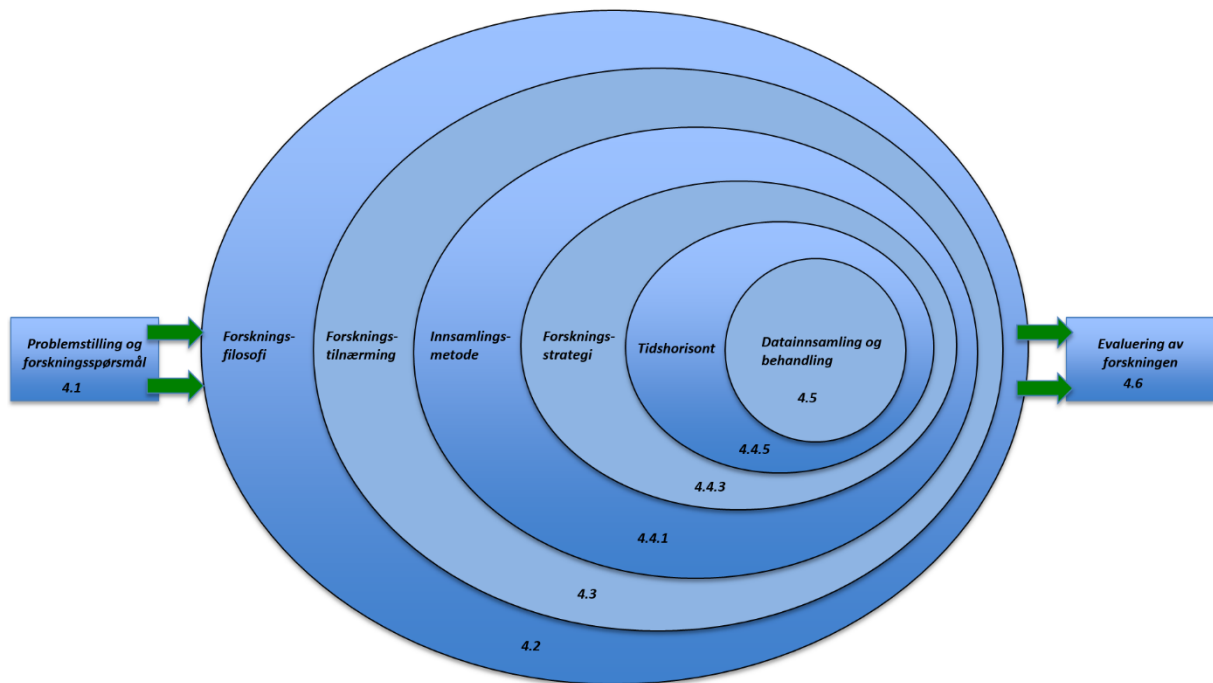 Problemstilling og
forskningsspørsmål
4.1
Forsknings-
filosofi
4.2
Forsknings-
tilnærming
4.3
Innsamlings-
metode
4.4.1
Forsknings-
strategi
4.4.3
Tidshorisont
4.4.5
Datainnsamling og
behandling
4.5
Evaluering av
forskningen
4.6